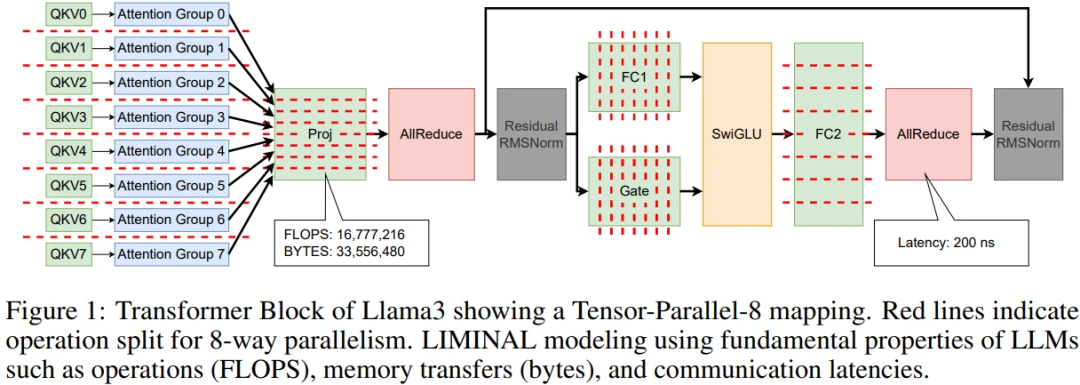 QKV0 Attention Group 0
QKV1 Attention Group 1
QKV2 Attention Group 2
QKV3 Attention Group 3
QKV4 Attention Group 4
QKV5 Attention Group 5
QKV6 Attention Group 6
QKV7 Attention Group 7
Proj
FLOPS: 16,777,216
BYTES: 33,556,480
AllReduce
Residual
RMSNorm
FC1
Gate
SwiGLU
FC2
AllReduce
Latency: 200 ns
Residual
RMSNorm
Figure 1: Transformer Block of Llama3 showing a Tensor-Parallel-8 mapping. Red lines indicate
operation split for 8-way parallelism. LIMINAL modeling using fundamental properties of LLMs
such as operations (FLOPS), memory transfers (bytes), and communication latencies.